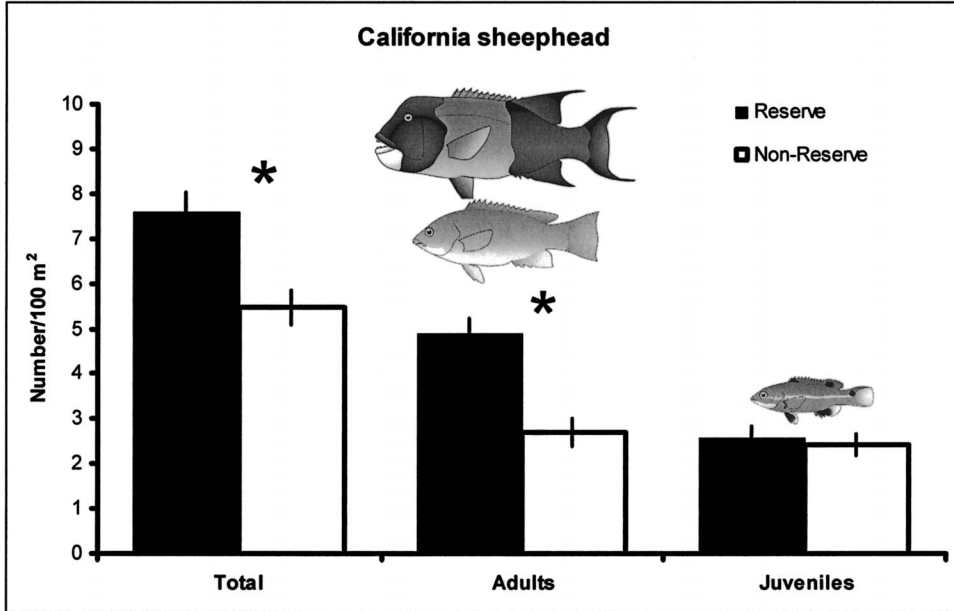 California sheephead
Reserve
Non-Reserve
Number/100 m²
10
9
8
7
6
5
4
3
2
1
0
*
*
Total
Adults
Juveniles